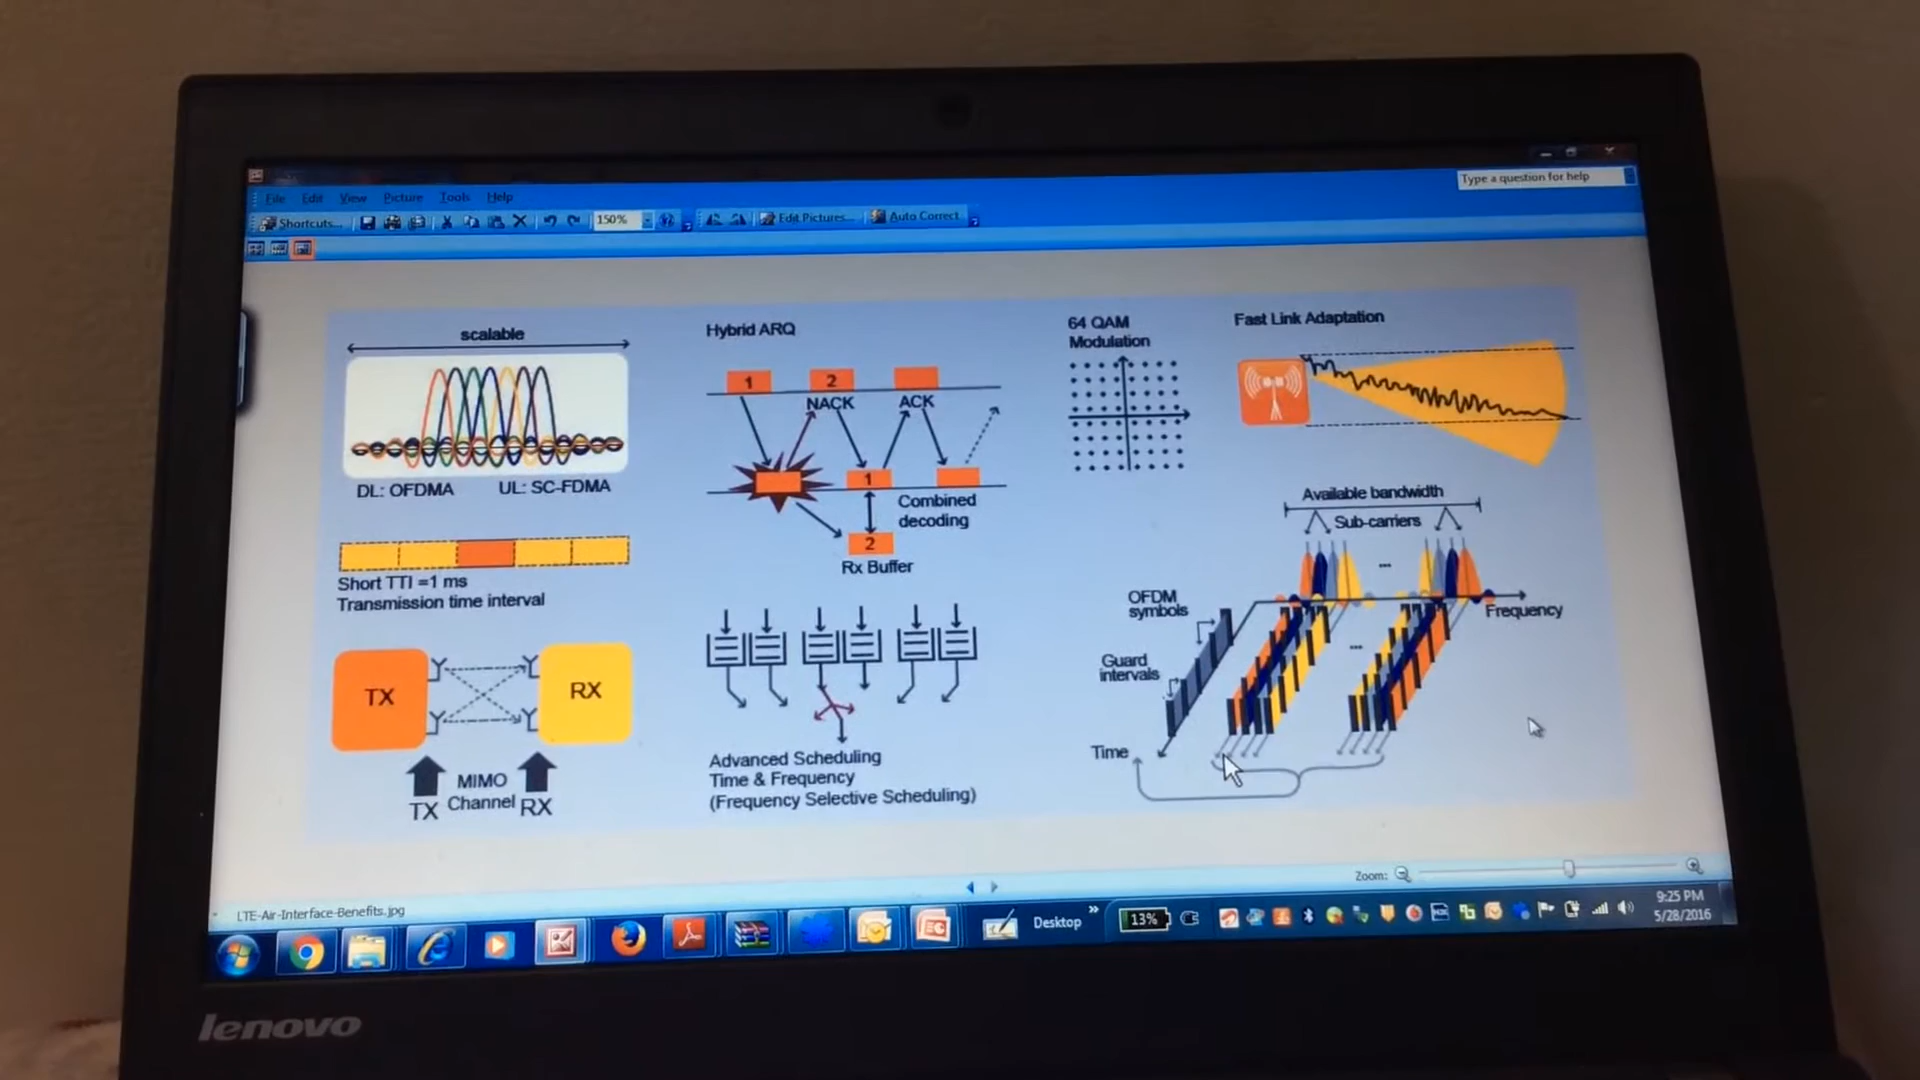 Type a question for help
File Edit View Picture Tools Help
Shortcuts... 150% Edit Pictures... Auto Correct
scalable
DL: OFDMA UL: SC-FDMA
Short TTI =1 ms
Transmission time interval
TX RX
MIMO
TX Channel RX
Hybrid ARQ
1 2
NACK ACK
1
Combined
decoding
2
Rx Buffer
Advanced Scheduling
Time & Frequency
(Frequency Selective Scheduling)
64 QAM
Modulation
Fast Link Adaptation
Available bandwidth
Sub-carriers
...
OFDM
symbols
Frequency
...
Guard
intervals
Time
Zoom:
LTE-Air-Interface-Benefits.jpg
Desktop
13%
9:25 PM
5/28/2016
lenovo